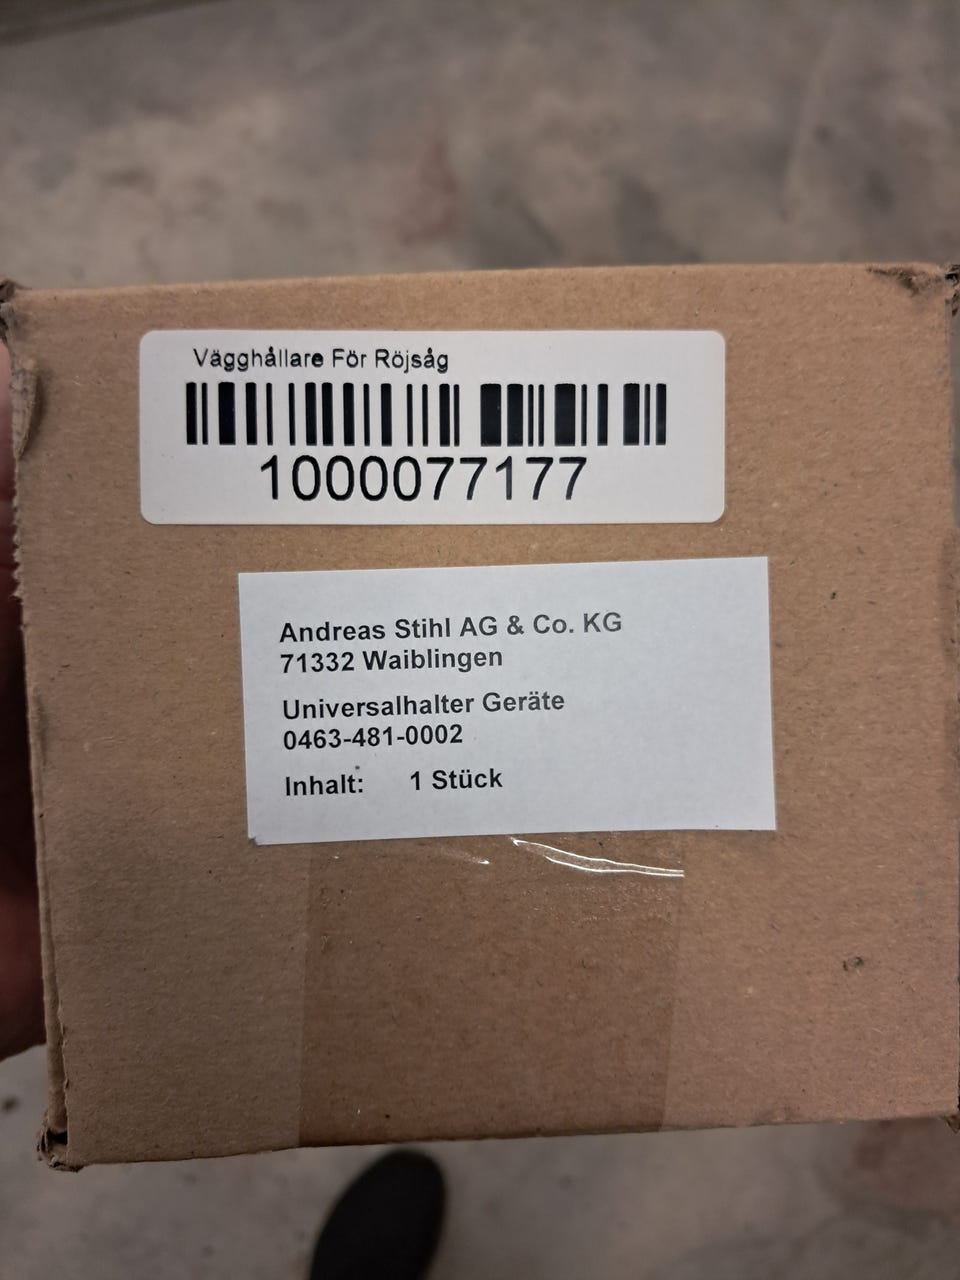 Vägghållare För Röjsåg
1000077177
Andreas Stihl AG & Co. KG
71332 Waiblingen
Universalhalter Geräte
0463-481-0002
Inhalt: 1 Stück